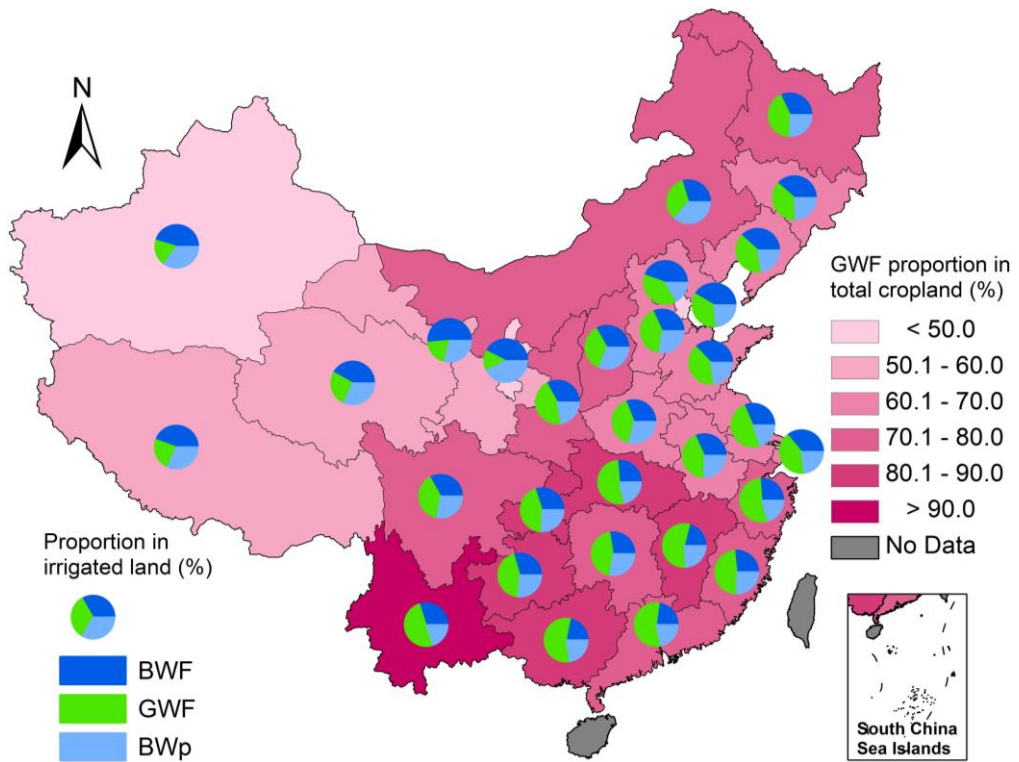 N
GWF proportion in
total cropland (%)
< 50.0
50.1 - 60.0
60.1 - 70.0
70.1 - 80.0
80.1 - 90.0
> 90.0
No Data
Proportion in
irrigated land (%)
BWF
GWF
BWp
South China
Sea Islands